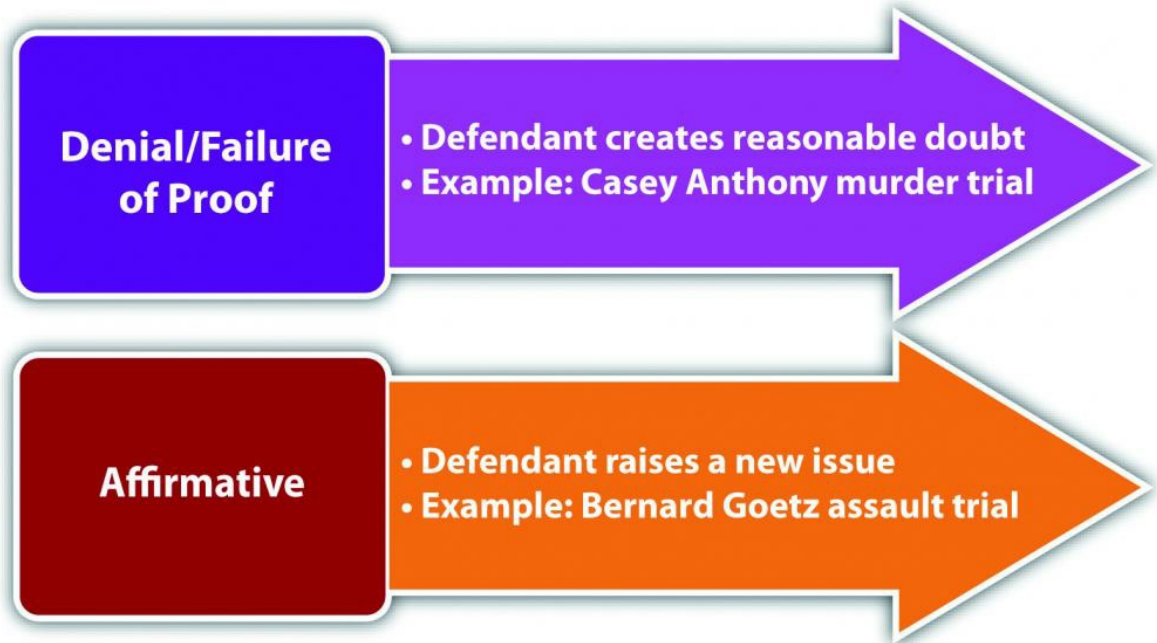 Denial/Failure
of Proof
• Defendant creates reasonable doubt
• Example: Casey Anthony murder trial
Affirmative
• Defendant raises a new issue
• Example: Bernard Goetz assault trial